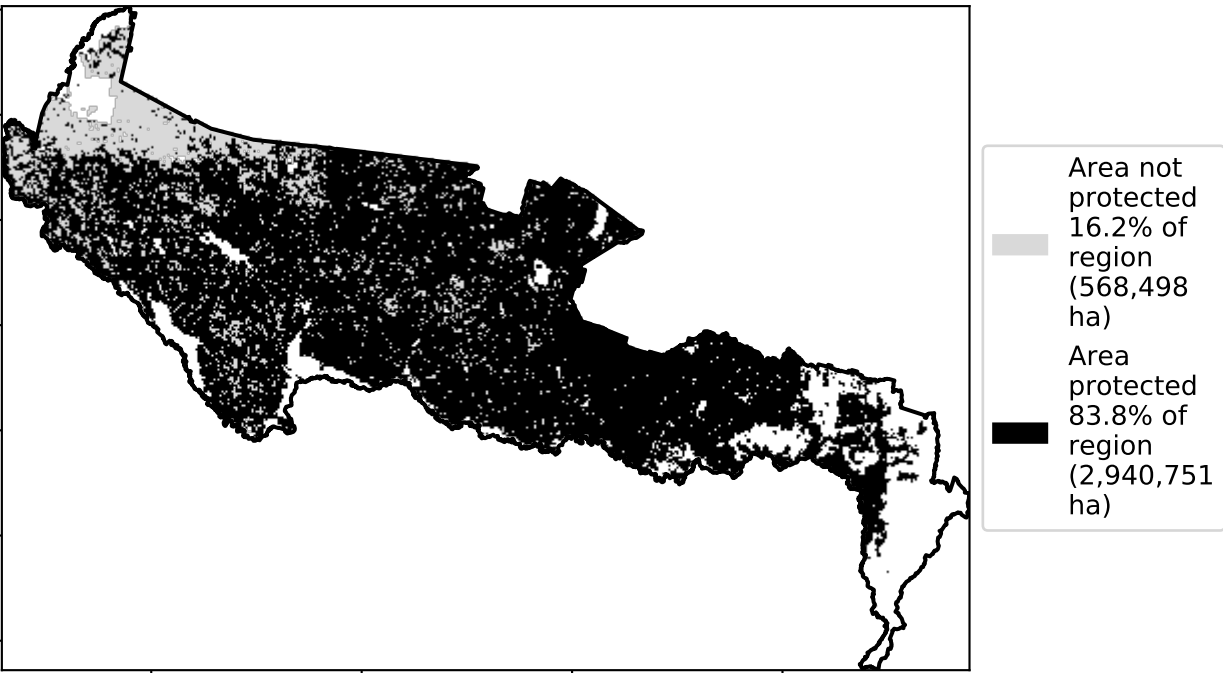 Area not
protected
16.2% of
region
(568,498
ha)
Area
protected
83.8% of
region
(2,940,751
ha)